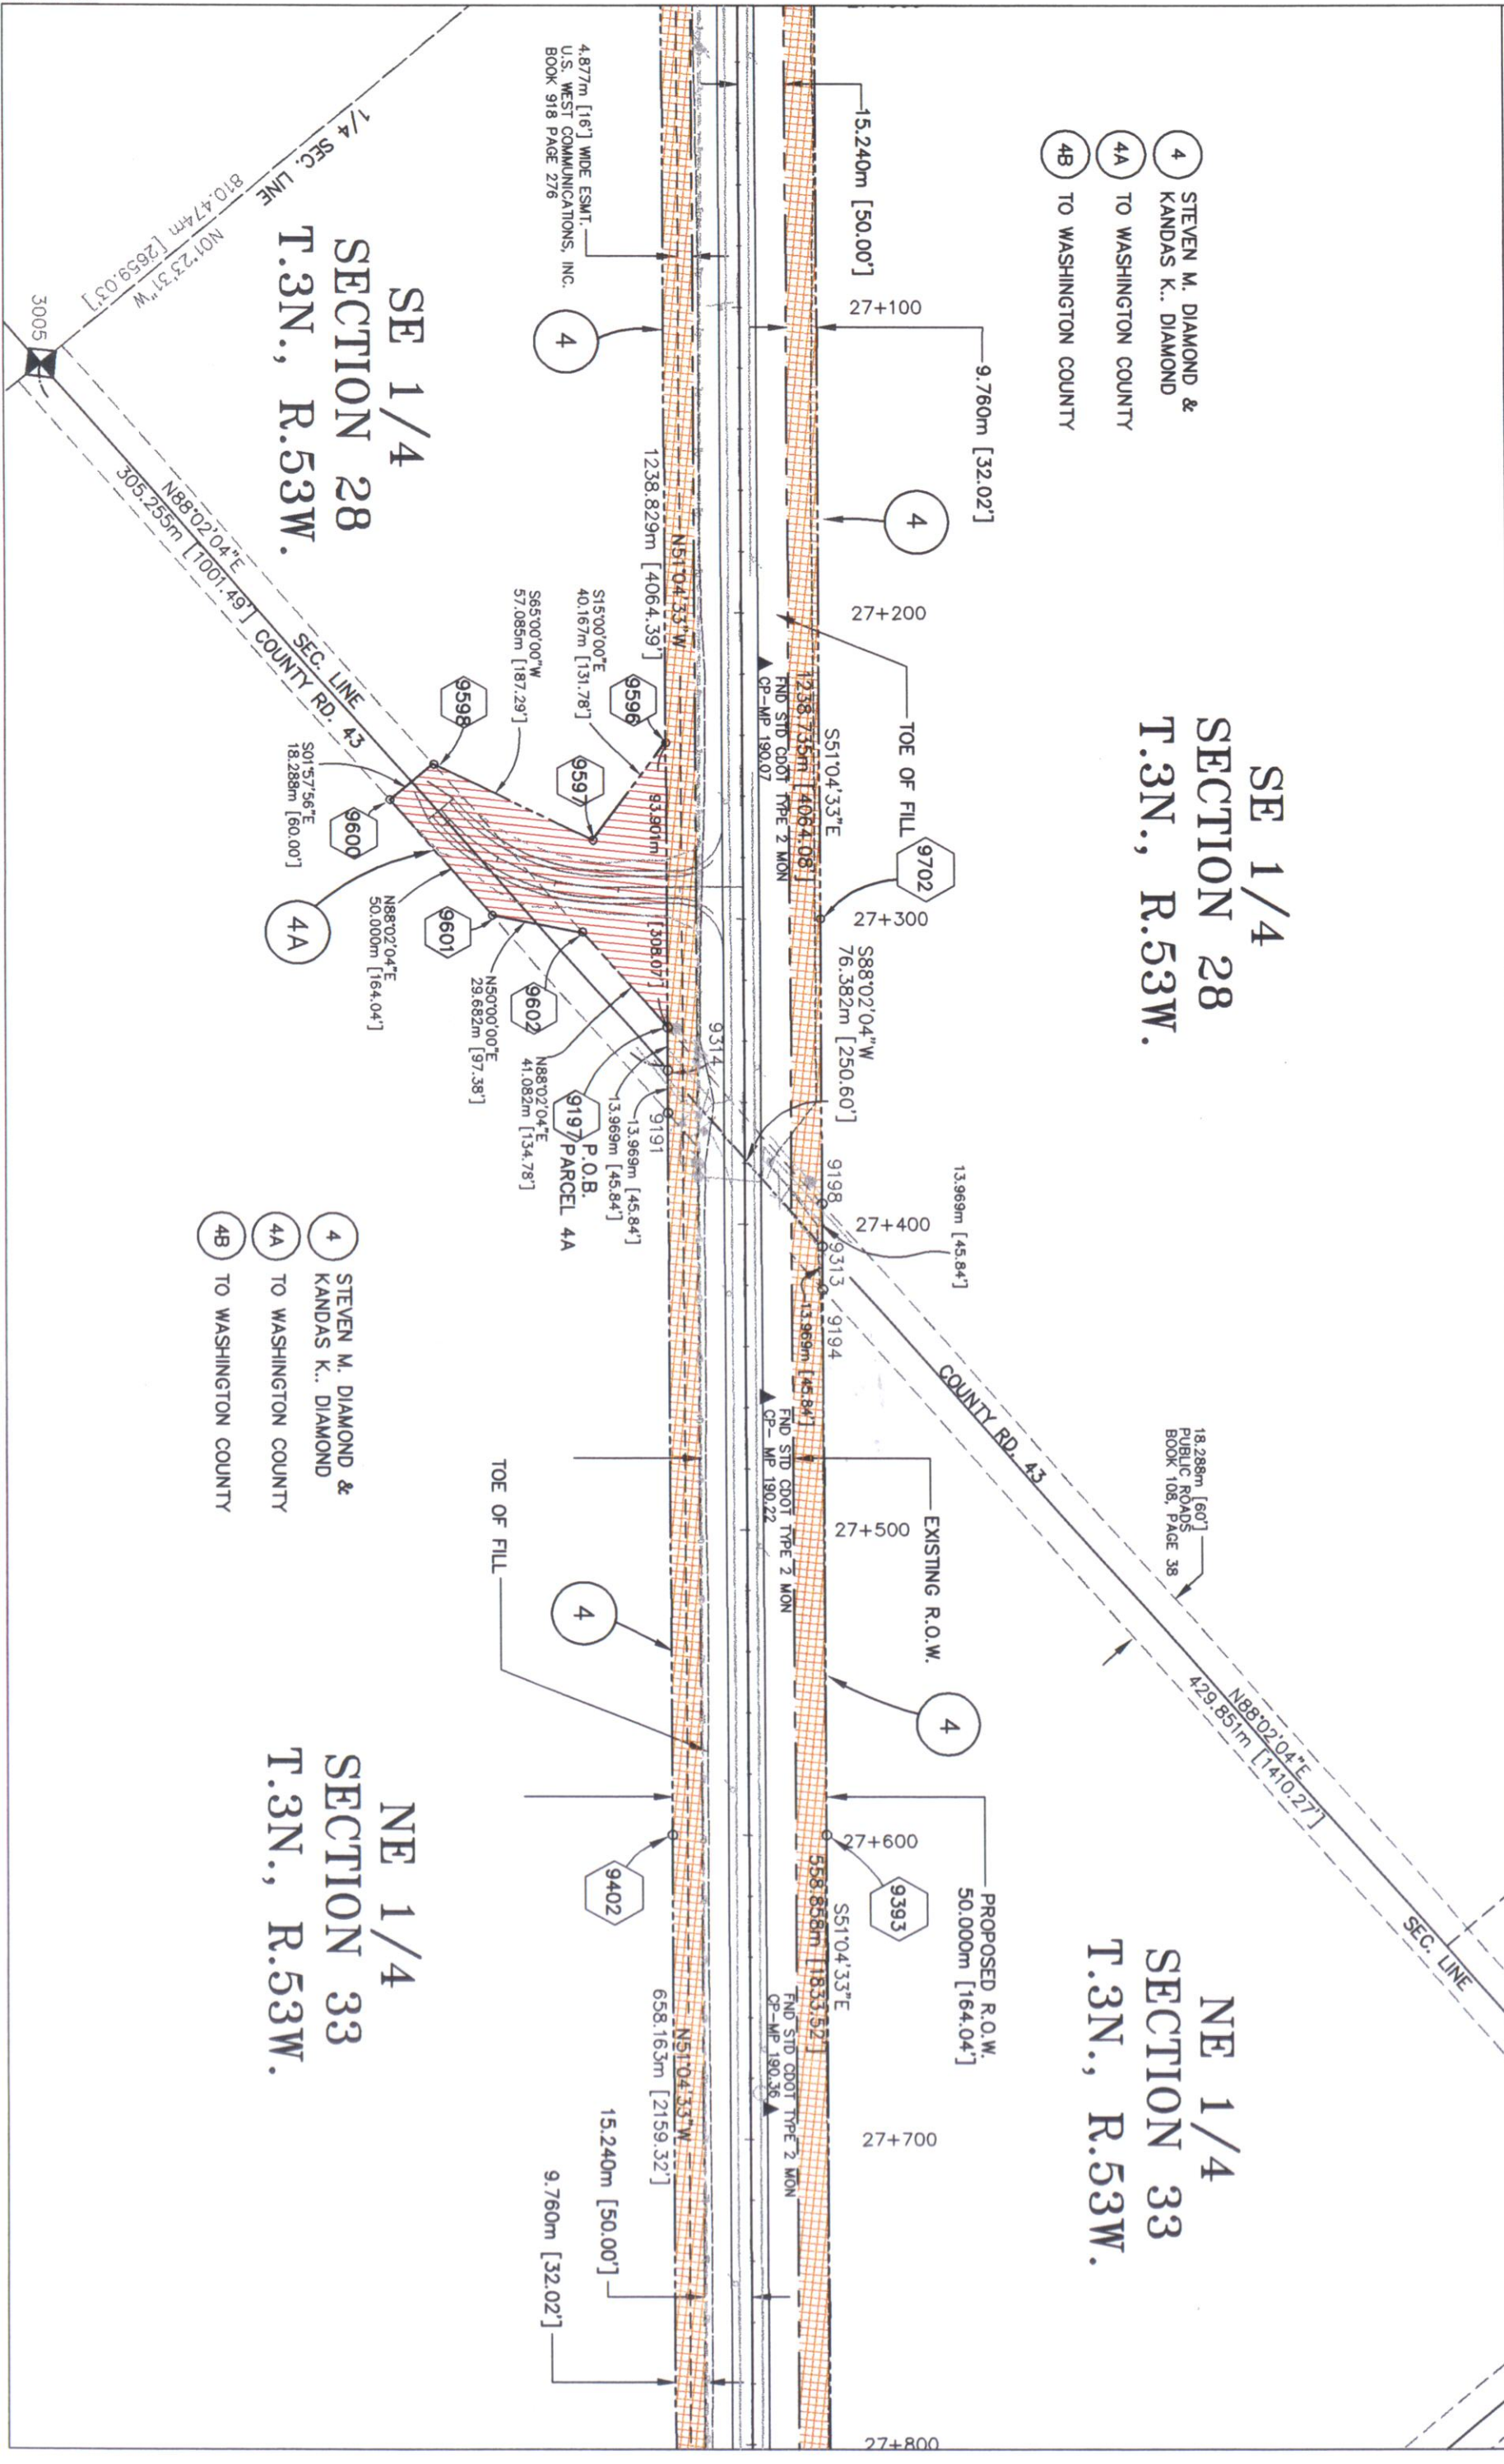 4 STEVEN M. DIAMOND &
KANDAS K.. DIAMOND
4A TO WASHINGTON COUNTY
4B TO WASHINGTON COUNTY
SE 1/4
SECTION 28
T.3N., R.53W.
NE 1/4
SECTION 33
T.3N., R.53W.
18.288m [60']
PUBLIC ROADS
BOOK 108, PAGE 38
N88°02'04"E
429.851m [1410.27']
SEC. LINE
COUNTY RD. 43
15.240m [50.00']
9.760m [32.02']
4
TOE OF FILL
9702
S88°02'04"W
76.382m [250.60']
13.969m [45.84']
EXISTING R.O.W.
4
PROPOSED R.O.W.
50.000m [164.04']
9393
27+100
27+200
27+300
27+400
27+500
27+600
27+700
27+800
S51°04'33"E
1238.735m [4064.08']
9198
9313
9194
13.969m [45.84']
S51°04'33"E
558.858m [1833.52']
FND STD CDOT TYPE 2 MON
CP-MP 190.07
FND STD CDOT TYPE 2 MON
CP- MP 190.22
FND STD CDOT TYPE 2 MON
CP-MP 190.36
9314
9191
N51°04'33"W
1238.829m [4064.39']
93.901m
[308.07']
N51°04'33"W
658.163m [2159.32']
4.877m [16'] WIDE ESMT.
U.S. WEST COMMUNICATIONS, INC.
BOOK 918 PAGE 276
4
9596
S15°00'00"E
40.167m [131.78']
9597
S65°00'00"W
57.085m [187.29']
9598
13.969m [45.84']
13.969m [45.84']
P.O.B.
9197 PARCEL 4A
N88°02'04"E
41.082m [134.78']
9602
N50°00'00"E
29.682m [97.38']
9601
N88°02'04"E
50.000m [164.04']
9600
S01°57'56"E
18.288m [60.00']
4A
TOE OF FILL
4
9402
15.240m [50.00']
9.760m [32.02']
SE 1/4
SECTION 28
T.3N., R.53W.
1/4 SEC. LINE
N01°23'31"W
810.474m [2659.03']
3005
N88°02'04"E
305.255m [1001.49']
SEC. LINE
COUNTY RD. 43
4 STEVEN M. DIAMOND &
KANDAS K.. DIAMOND
4A TO WASHINGTON COUNTY
4B TO WASHINGTON COUNTY
NE 1/4
SECTION 33
T.3N., R.53W.